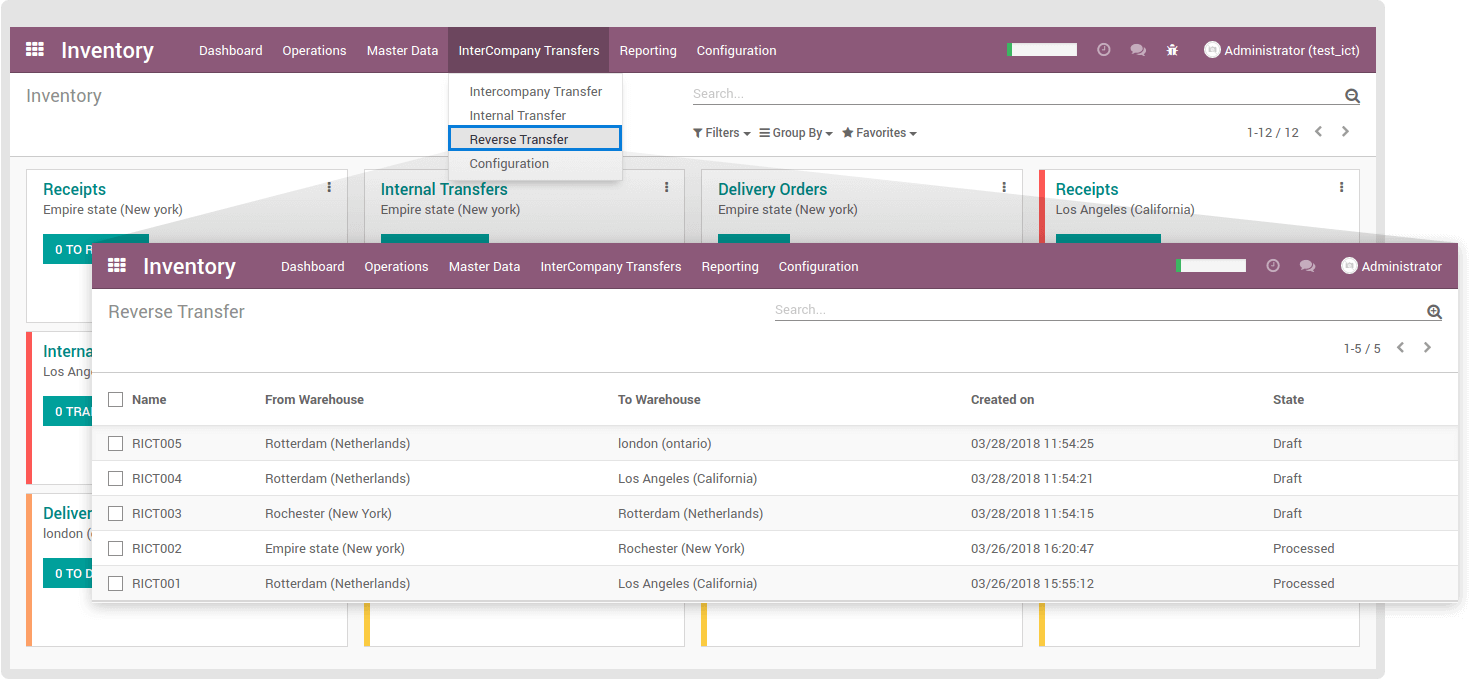 Inventory Dashboard Operations Master Data InterCompany Transfers Reporting Configuration Administrator (test_ict)
Inventory
Search...
Intercompany Transfer
Internal Transfer
Reverse Transfer
Configuration
Filters Group By Favorites 1-12 / 12
Receipts Internal Transfers Delivery Orders Receipts
Empire state (New york) Empire state (New york) Empire state (New york) Los Angeles (California)
0 TO R
Interna
Los Ang
0 TRA
Deliver
london (
0 TO D
Inventory Dashboard Operations Master Data InterCompany Transfers Reporting Configuration Administrator
Reverse Transfer Search...
1-5 / 5
Name From Warehouse To Warehouse Created on State
RICT005 Rotterdam (Netherlands) london (ontario) 03/28/2018 11:54:25 Draft
RICT004 Rotterdam (Netherlands) Los Angeles (California) 03/28/2018 11:54:21 Draft
RICT003 Rochester (New York) Rotterdam (Netherlands) 03/28/2018 11:54:15 Draft
RICT002 Empire state (New york) Rochester (New York) 03/26/2018 16:20:47 Processed
RICT001 Rotterdam (Netherlands) Los Angeles (California) 03/26/2018 15:55:12 Processed